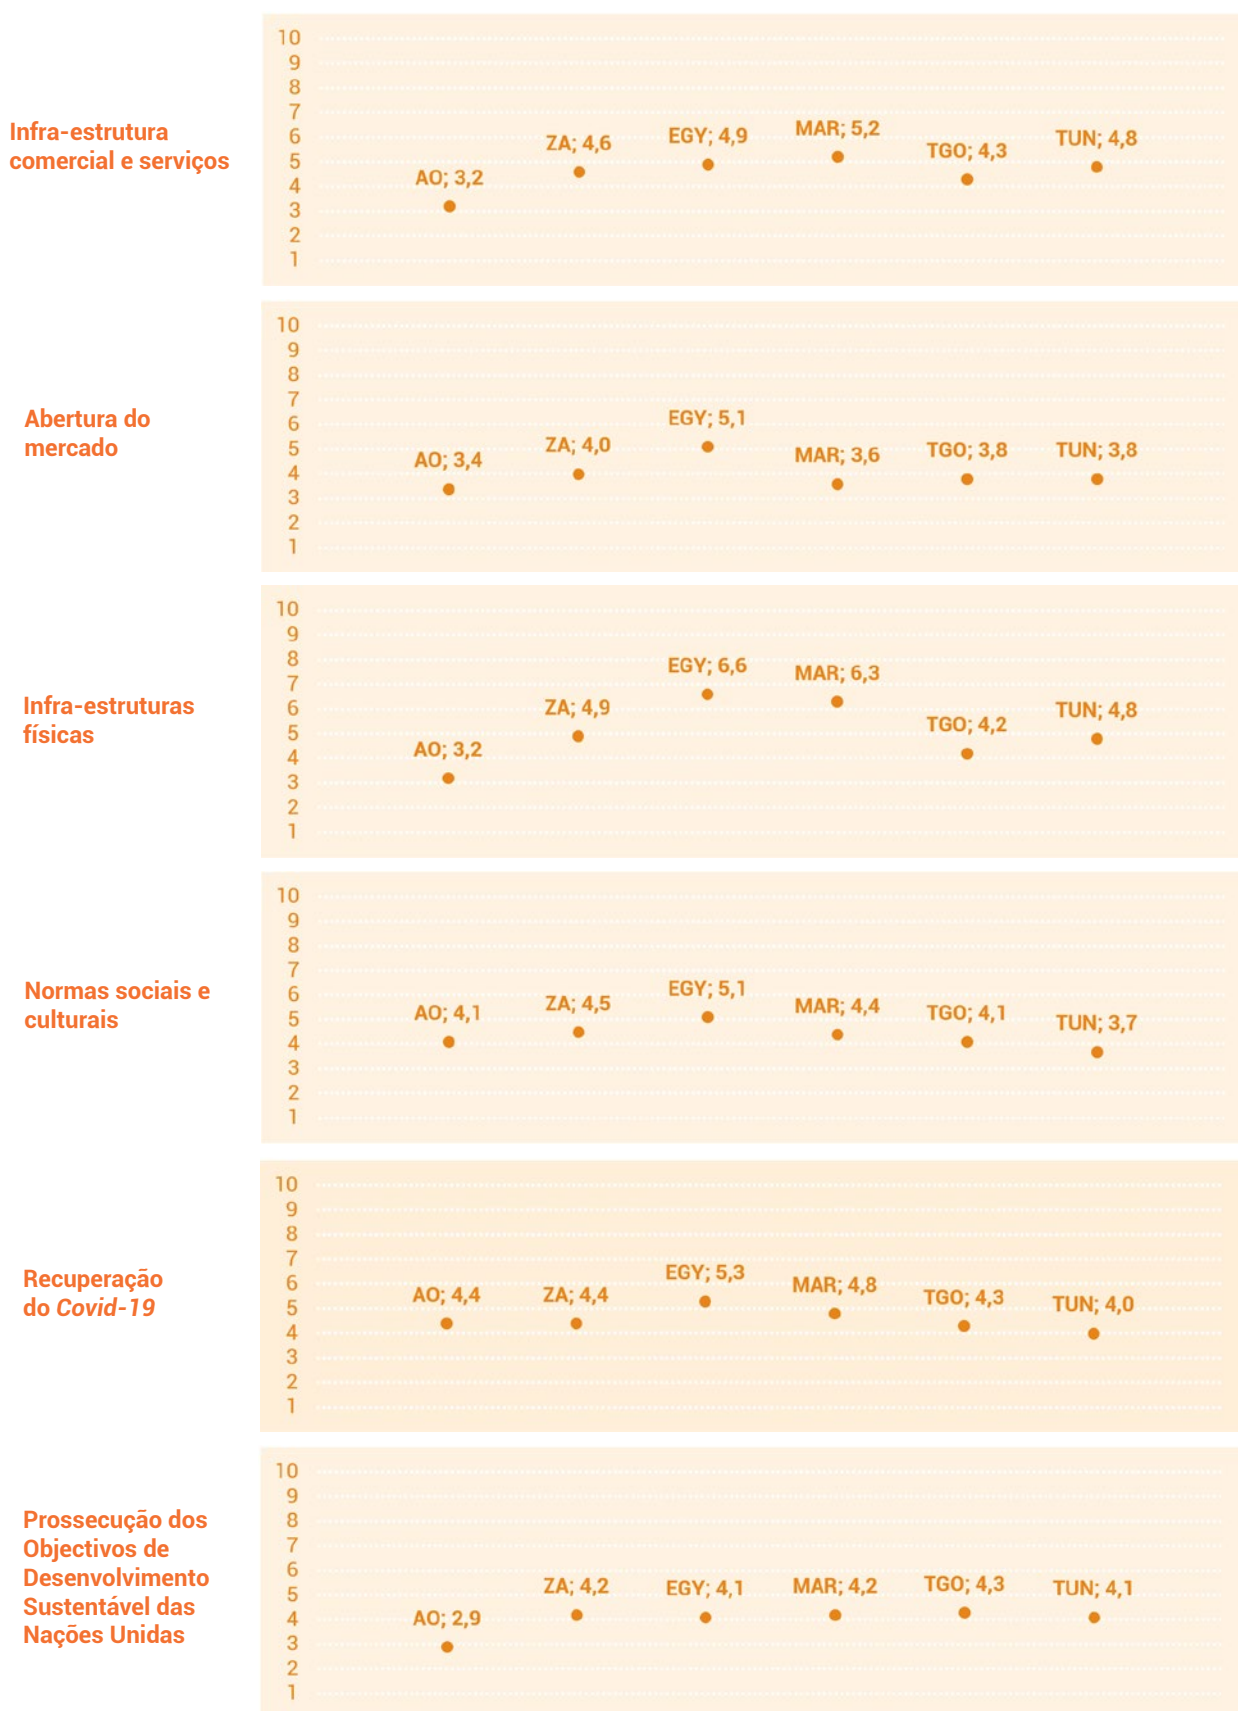 Infra-estrutura
comercial e serviços
10
9
8
7
6
5
4
3
2
1
AO; 3,2
ZA; 4,6
EGY; 4,9
MAR; 5,2
TGO; 4,3
TUN; 4,8
Abertura do
mercado
10
9
8
7
6
5
4
3
2
1
AO; 3,4
ZA; 4,0
EGY; 5,1
MAR; 3,6
TGO; 3,8
TUN; 3,8
Infra-estruturas
físicas
10
9
8
7
6
5
4
3
2
1
AO; 3,2
ZA; 4,9
EGY; 6,6
MAR; 6,3
TGO; 4,2
TUN; 4,8
Normas sociais e
culturais
10
9
8
7
6
5
4
3
2
1
AO; 4,1
ZA; 4,5
EGY; 5,1
MAR; 4,4
TGO; 4,1
TUN; 3,7
Recuperação
do Covid-19
10
9
8
7
6
5
4
3
2
1
AO; 4,4
ZA; 4,4
EGY; 5,3
MAR; 4,8
TGO; 4,3
TUN; 4,0
Prossecução dos
Objectivos de
Desenvolvimento
Sustentável das
Nações Unidas
10
9
8
7
6
5
4
3
2
1
AO; 2,9
ZA; 4,2
EGY; 4,1
MAR; 4,2
TGO; 4,3
TUN; 4,1